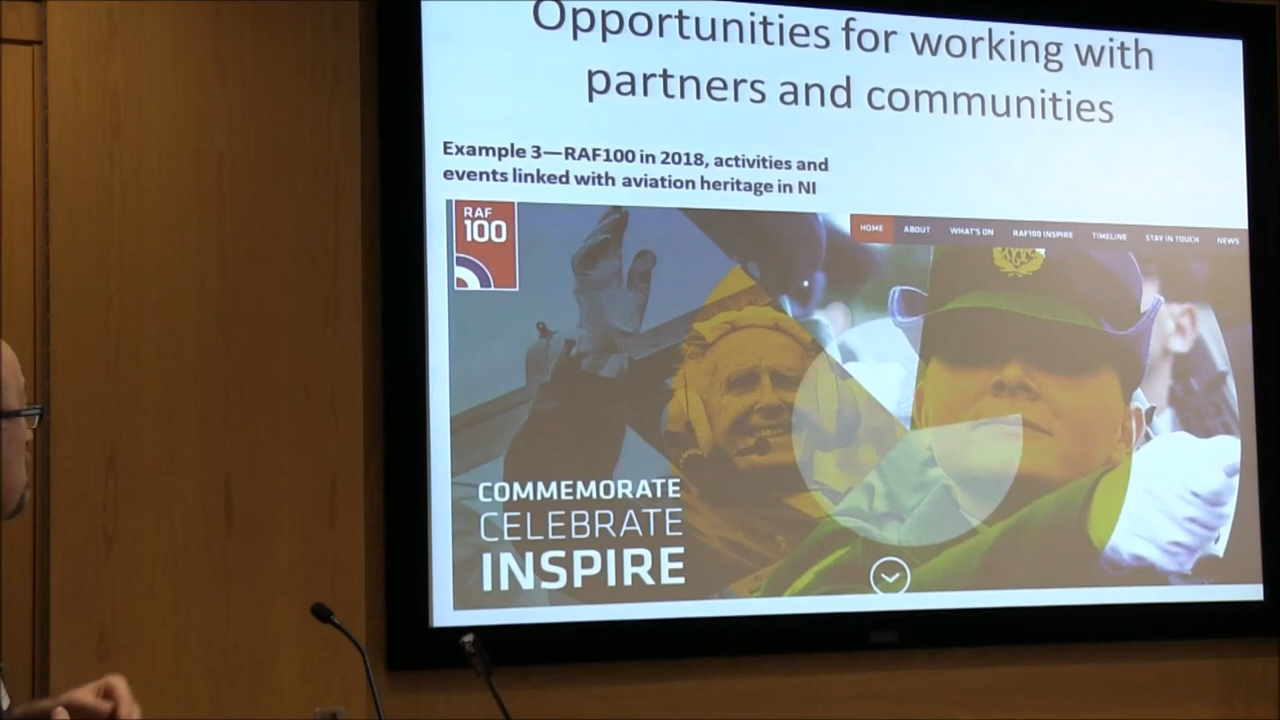 Opportunities for working with
partners and communities
Example 3—RAF100 in 2018, activities and
events linked with aviation heritage in NI
RAF
100
HOME ABOUT WHAT'S ON RAF100 INSPIRE TIMELINE STAY IN TOUCH NEWS
COMMEMORATE
CELEBRATE
INSPIRE